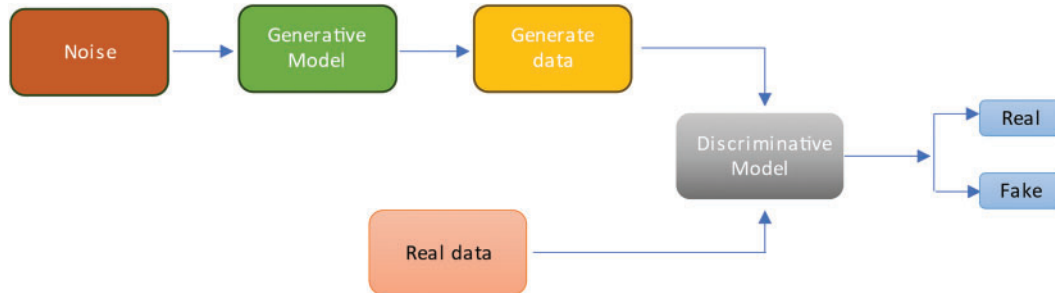 Noise
Generative
Model
Generate
data
Discriminative
Model
Real
Fake
Real data